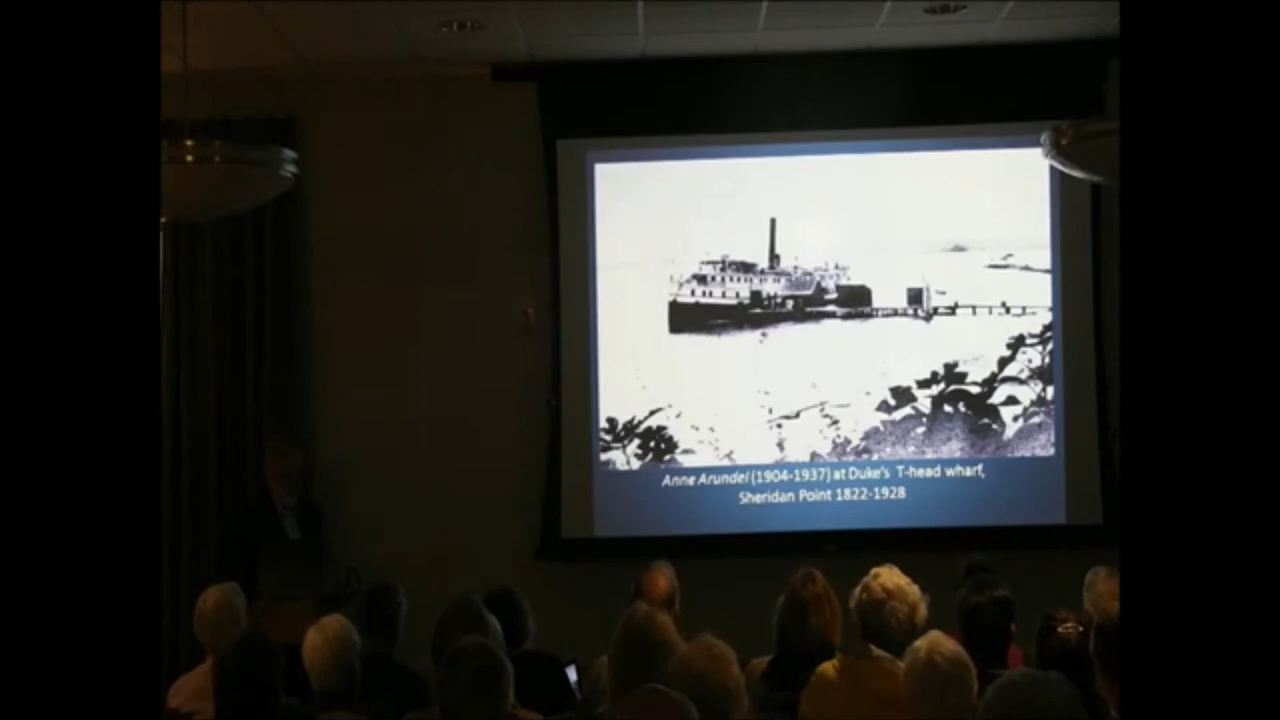 Anne Arundel (1904-1937) at Duke's T-head wharf,
Sheridan Point 1822-1928